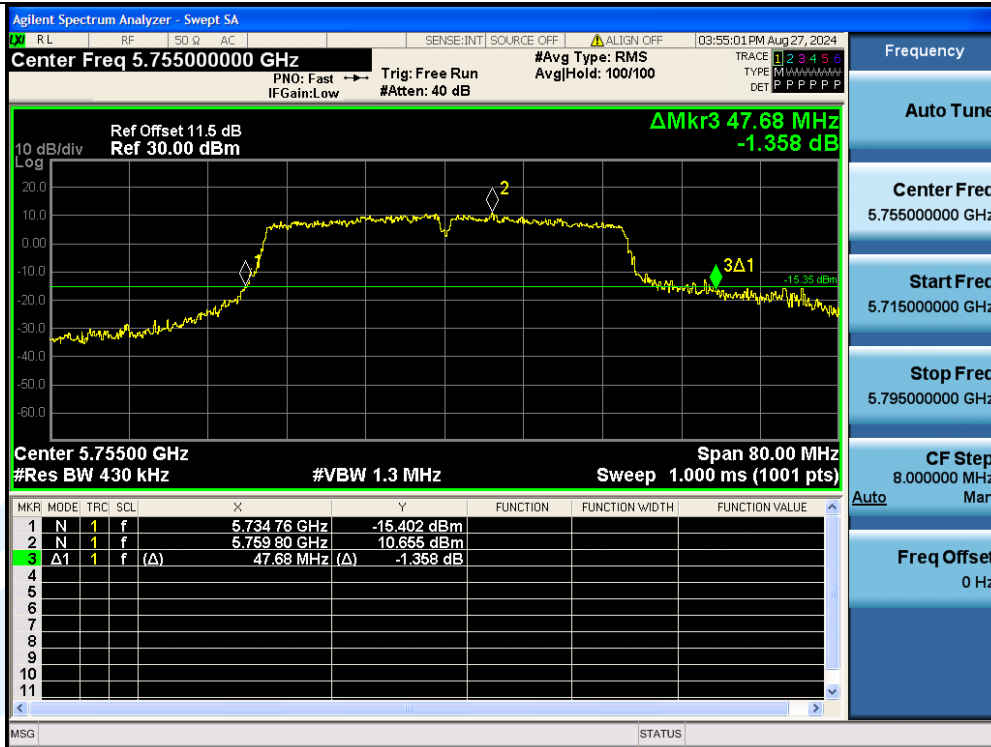 Agilent Spectrum Analyzer - Swept SA
LXI RL RF 50 Ω AC SENSE:INT SOURCE OFF ALIGN OFF 03:55:01 PM Aug 27, 2024
Center Freq 5.755000000 GHz
#Avg Type: RMS
TRACE 1 2 3 4 5 6
PNO: Fast Trig: Free Run Avg|Hold: 100/100
TYPE M WWWWW
IFGain:Low #Atten: 40 dB
DET P P P P P P
Frequency
Auto Tune
ΔMkr3 47.68 MHz
-1.358 dB
Ref Offset 11.5 dB
10 dB/div Ref 30.00 dBm
Log
20.0
10.0
0.00
-10.0
-20.0
-30.0
-40.0
-50.0
-60.0
1
2
3Δ1
-15.35 dBm
Center 5.75500 GHz Span 80.00 MHz
#Res BW 430 kHz #VBW 1.3 MHz Sweep 1.000 ms (1001 pts)
Center Freq
5.755000000 GHz
Start Freq
5.715000000 GHz
Stop Freq
5.795000000 GHz
CF Step
8.000000 MHz
Auto Man
Freq Offset
0 Hz
MKR MODE TRC SCL X Y FUNCTION FUNCTION WIDTH FUNCTION VALUE
1 N 1 f 5.734 76 GHz -15.402 dBm
2 N 1 f 5.759 80 GHz 10.655 dBm
3 Δ1 1 f (Δ) 47.68 MHz (Δ) -1.358 dB
4
5
6
7
8
9
10
11
MSG STATUS